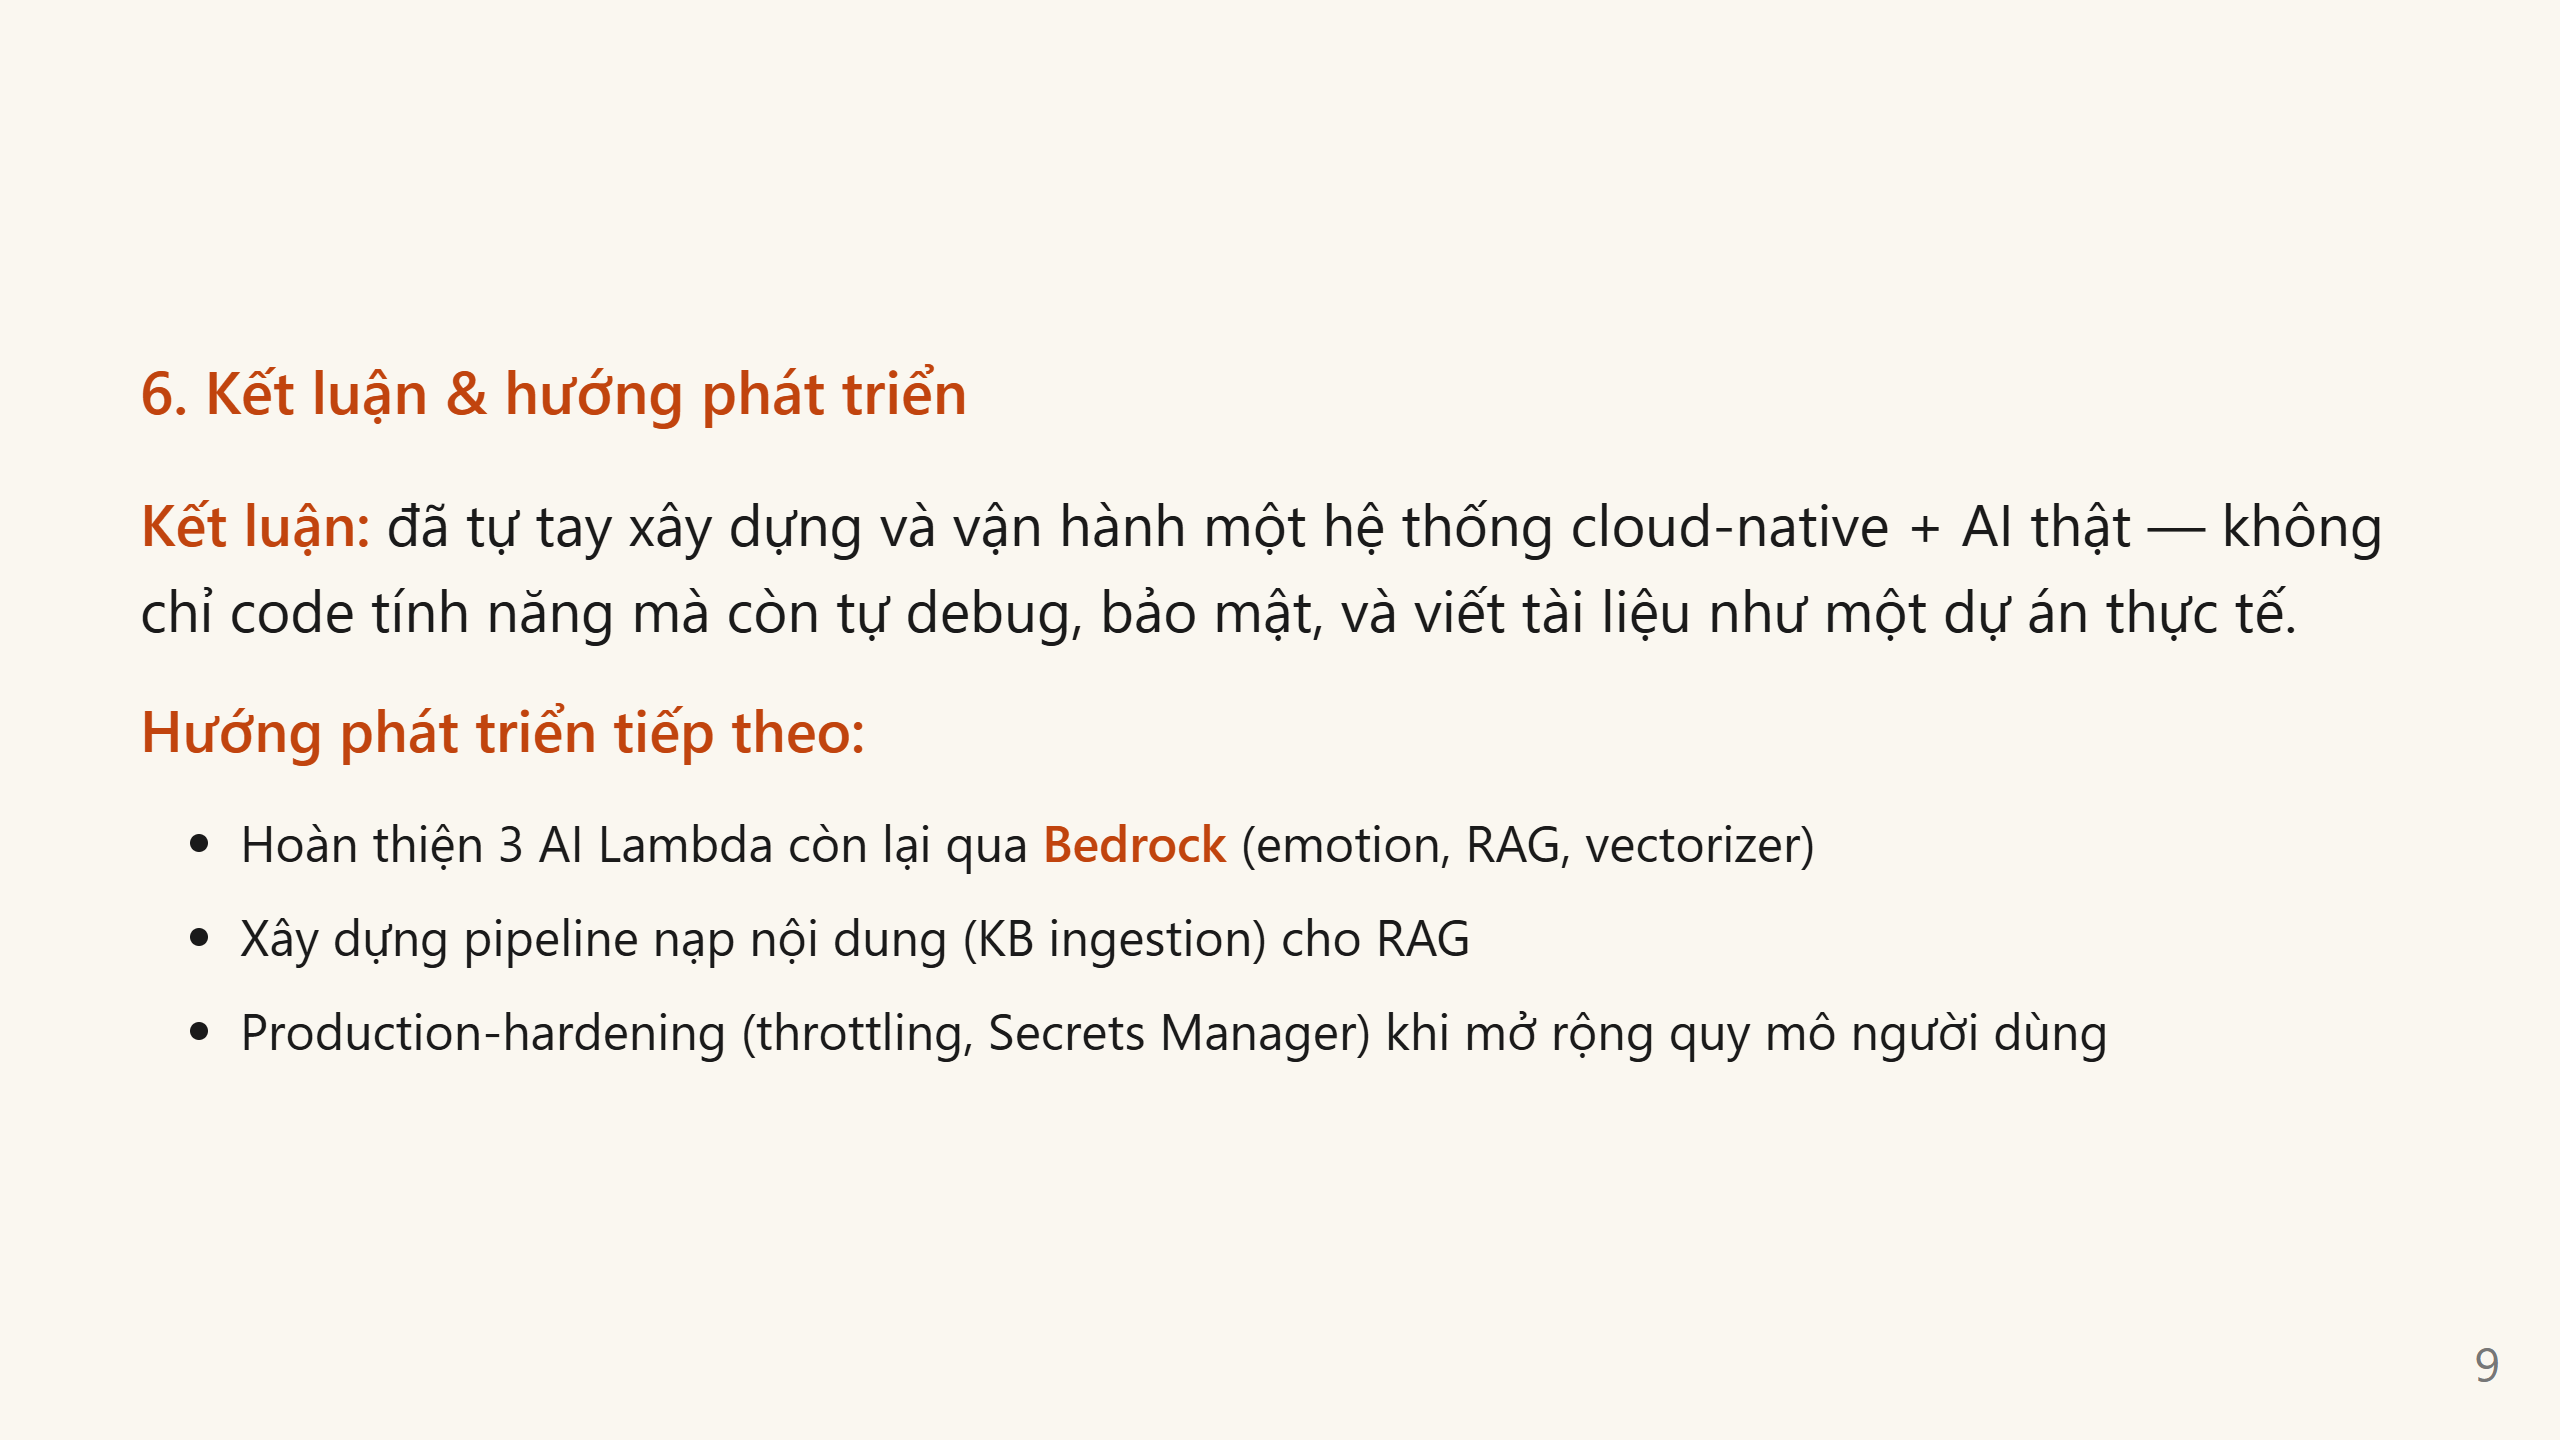 6. Kết luận & hướng phát triển
Kết luận: đã tự tay xây dựng và vận hành một hệ thống cloud-native + AI thật — không
chỉ code tính năng mà còn tự debug, bảo mật, và viết tài liệu như một dự án thực tế.
Hướng phát triển tiếp theo:
• Hoàn thiện 3 AI Lambda còn lại qua Bedrock (emotion, RAG, vectorizer)
• Xây dựng pipeline nạp nội dung (KB ingestion) cho RAG
• Production-hardening (throttling, Secrets Manager) khi mở rộng quy mô người dùng
9